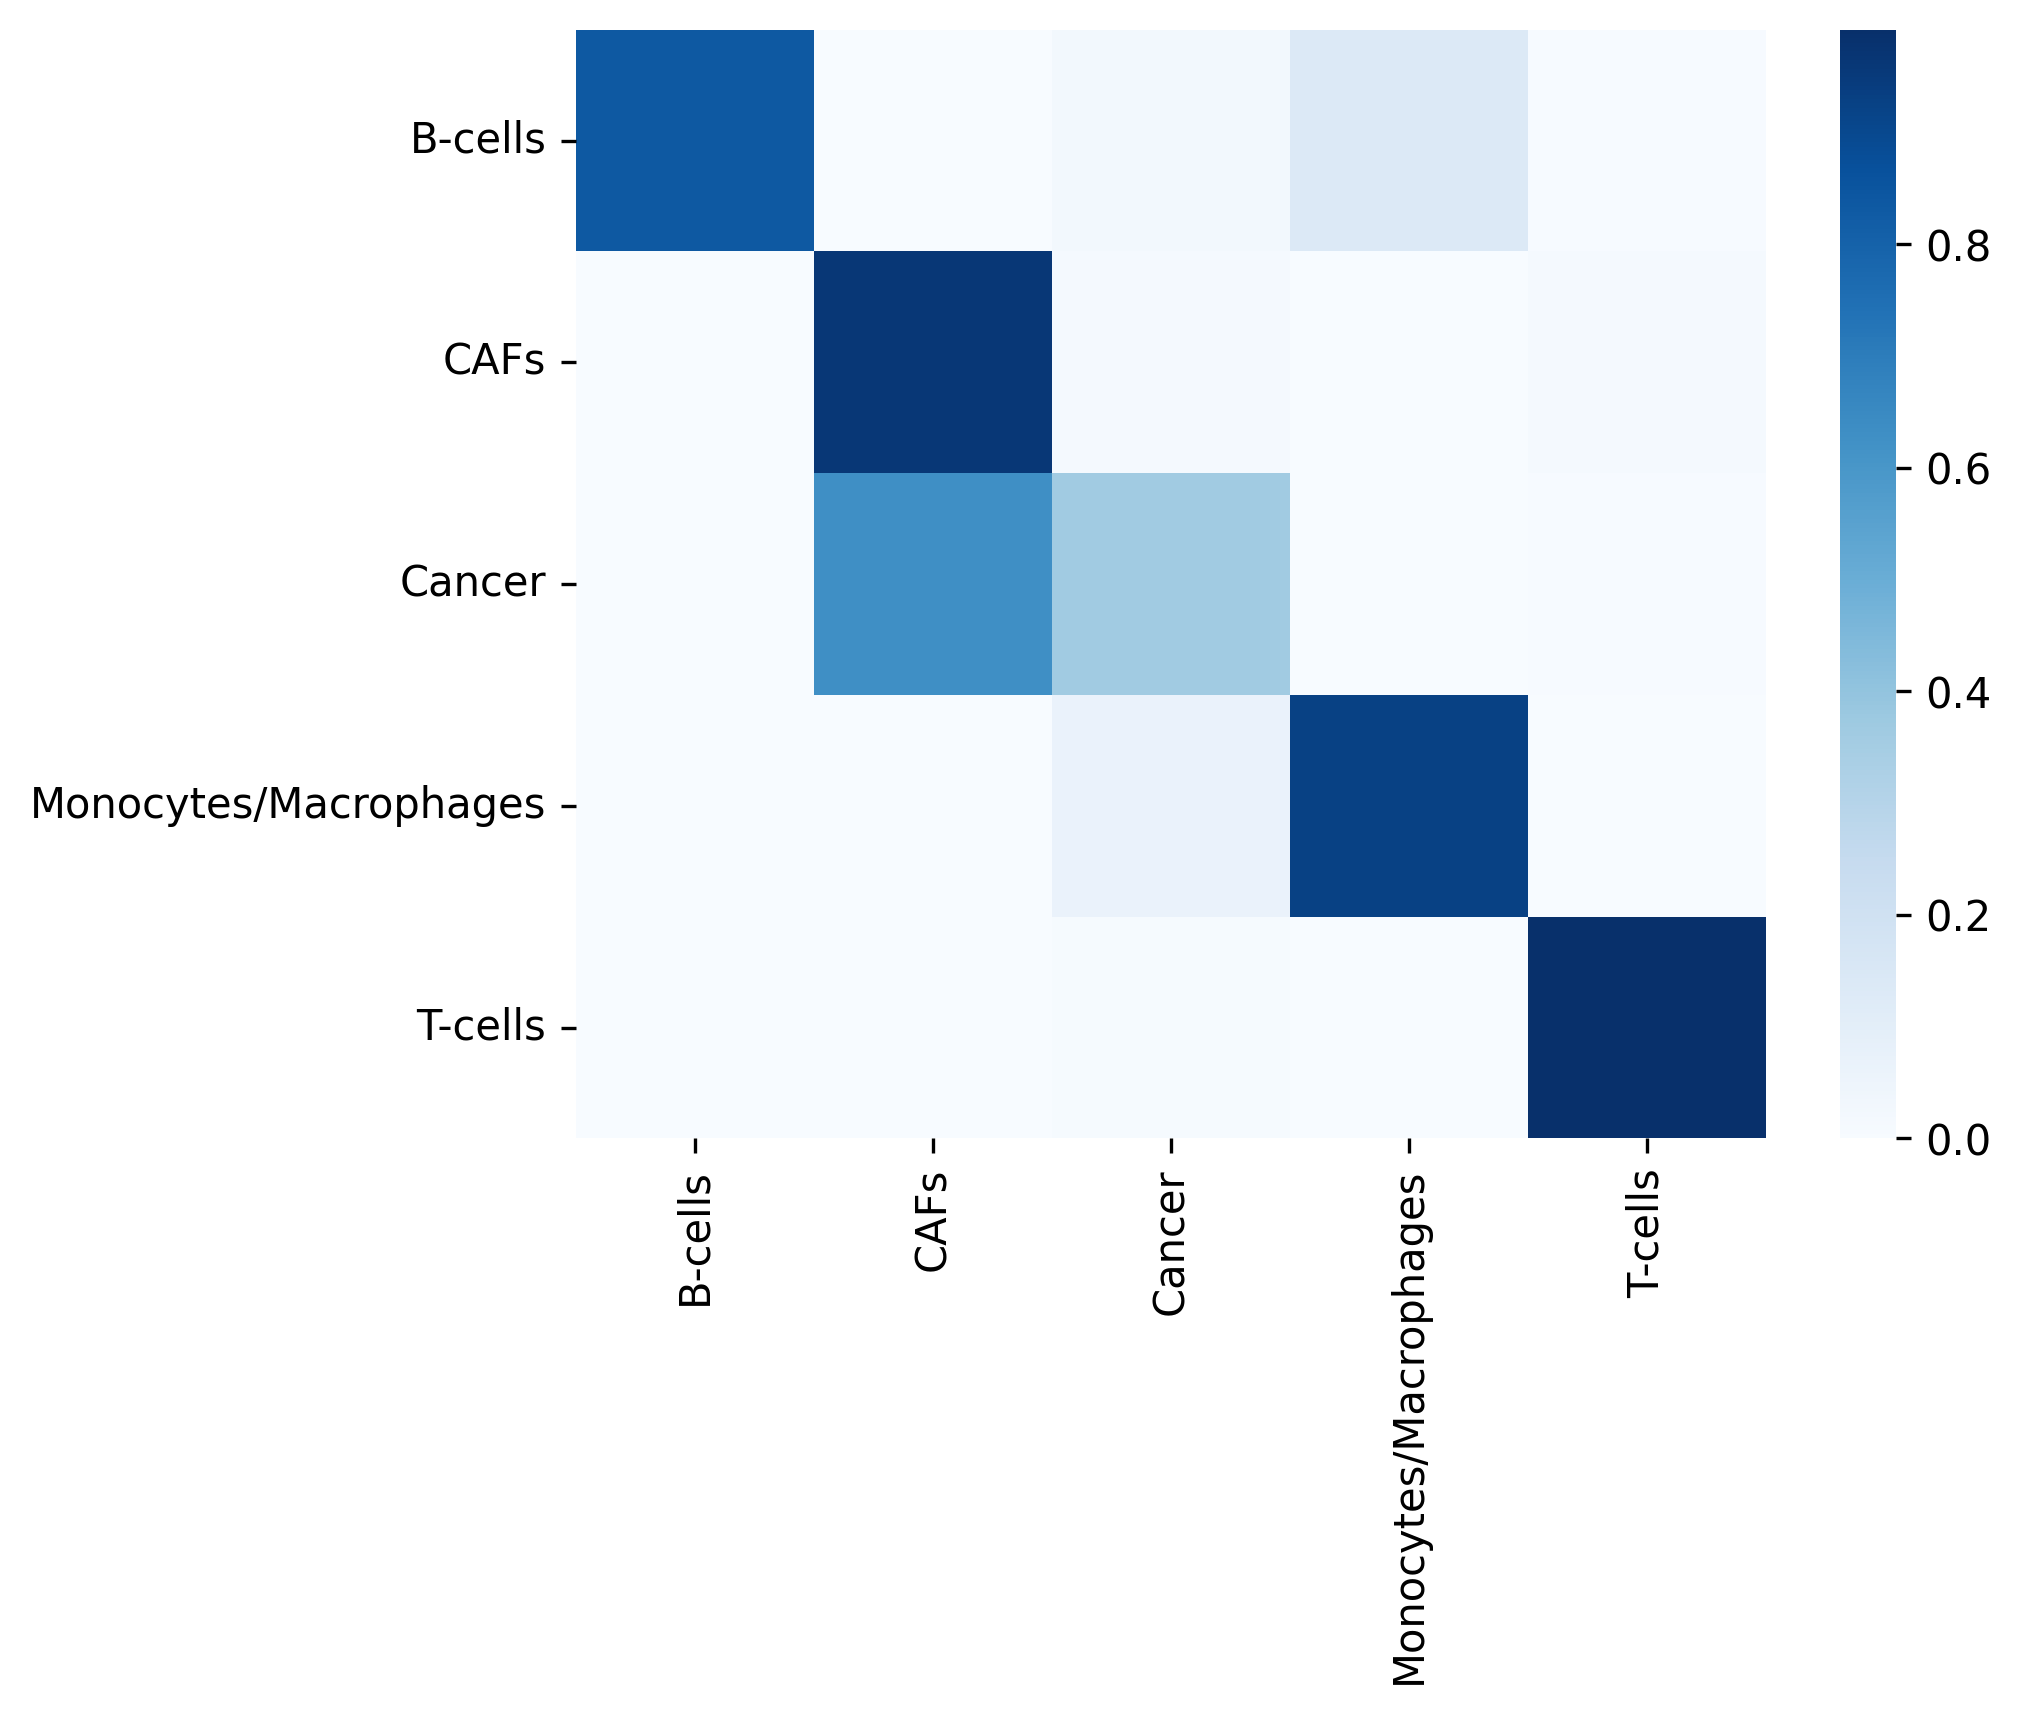 B-cells
CAFs
Cancer
Monocytes/Macrophages
T-cells
B-cells
CAFs
Cancer
Monocytes/Macrophages
T-cells
0.8
0.6
0.4
0.2
0.0